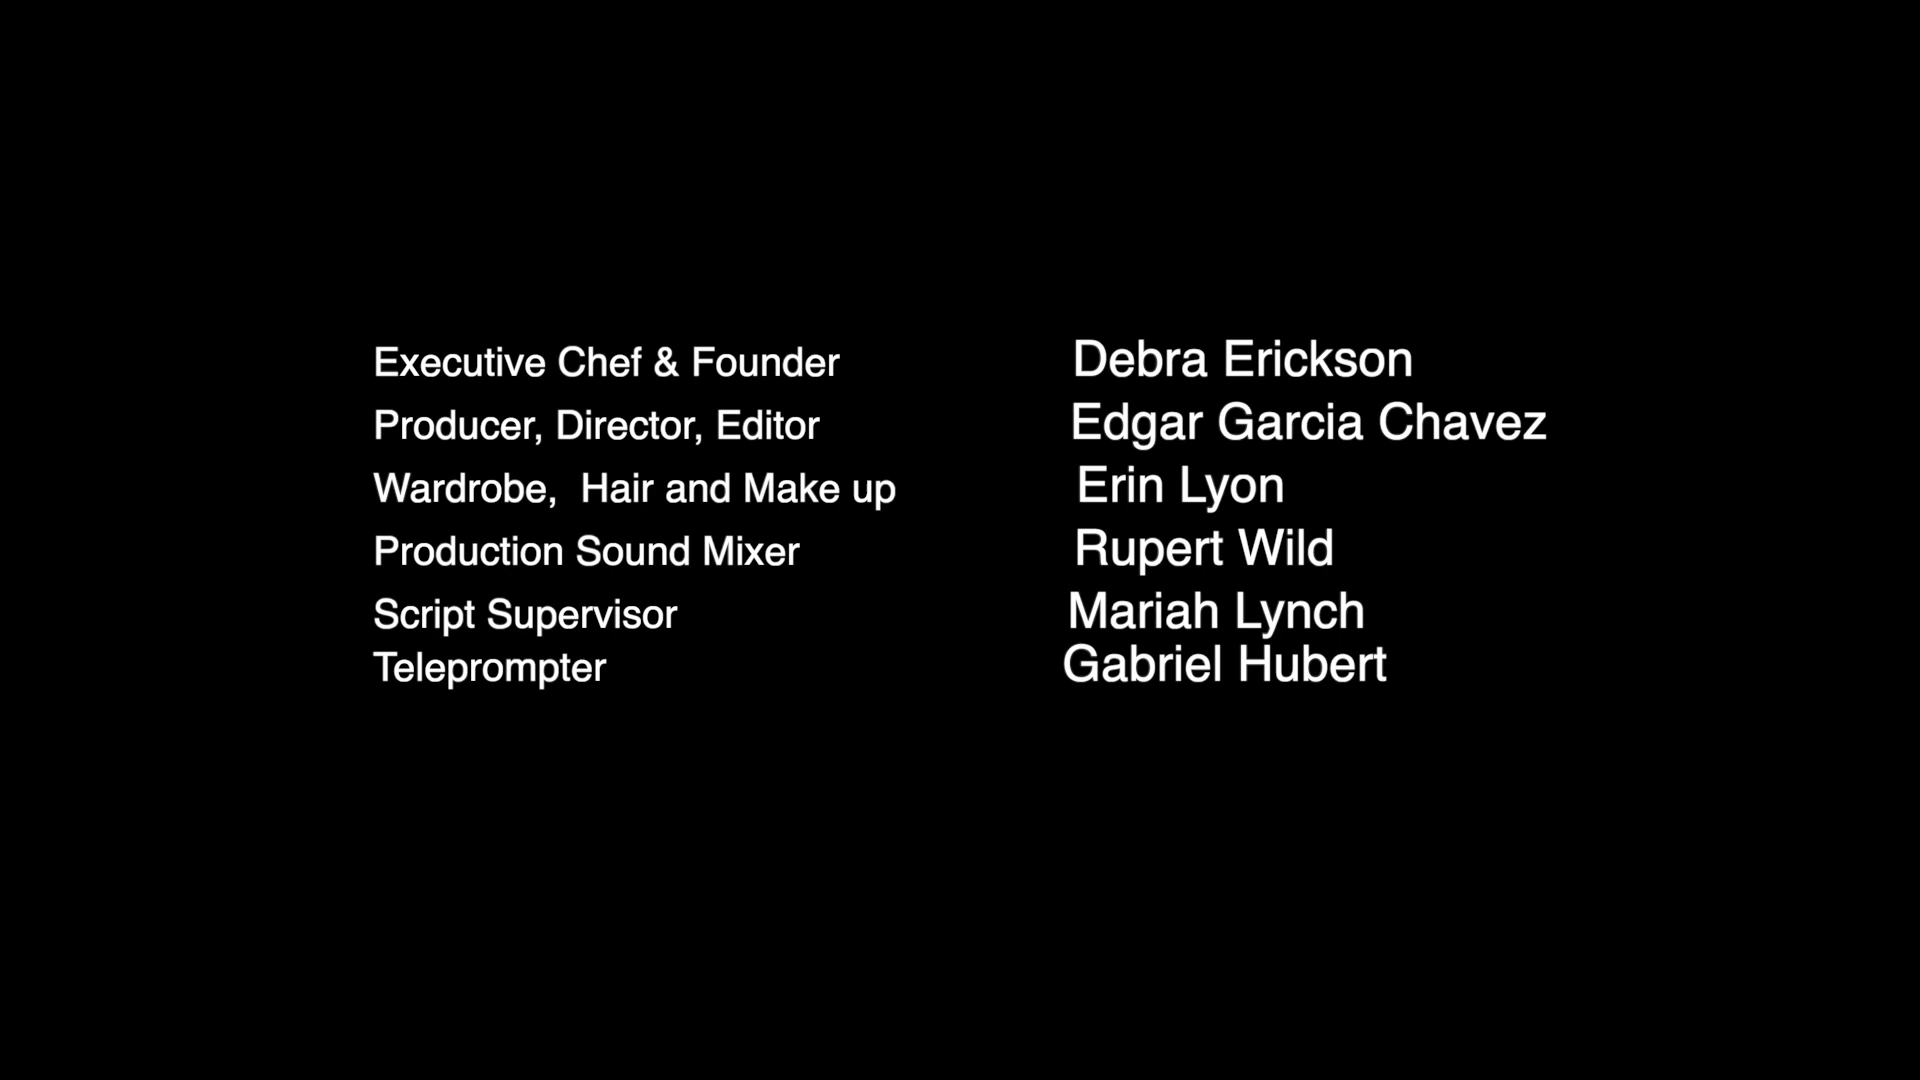 Executive Chef & Founder Debra Erickson
Producer, Director, Editor Edgar Garcia Chavez
Wardrobe,  Hair and Make up Erin Lyon
Production Sound Mixer Rupert Wild
Script Supervisor Mariah Lynch
Teleprompter Gabriel Hubert